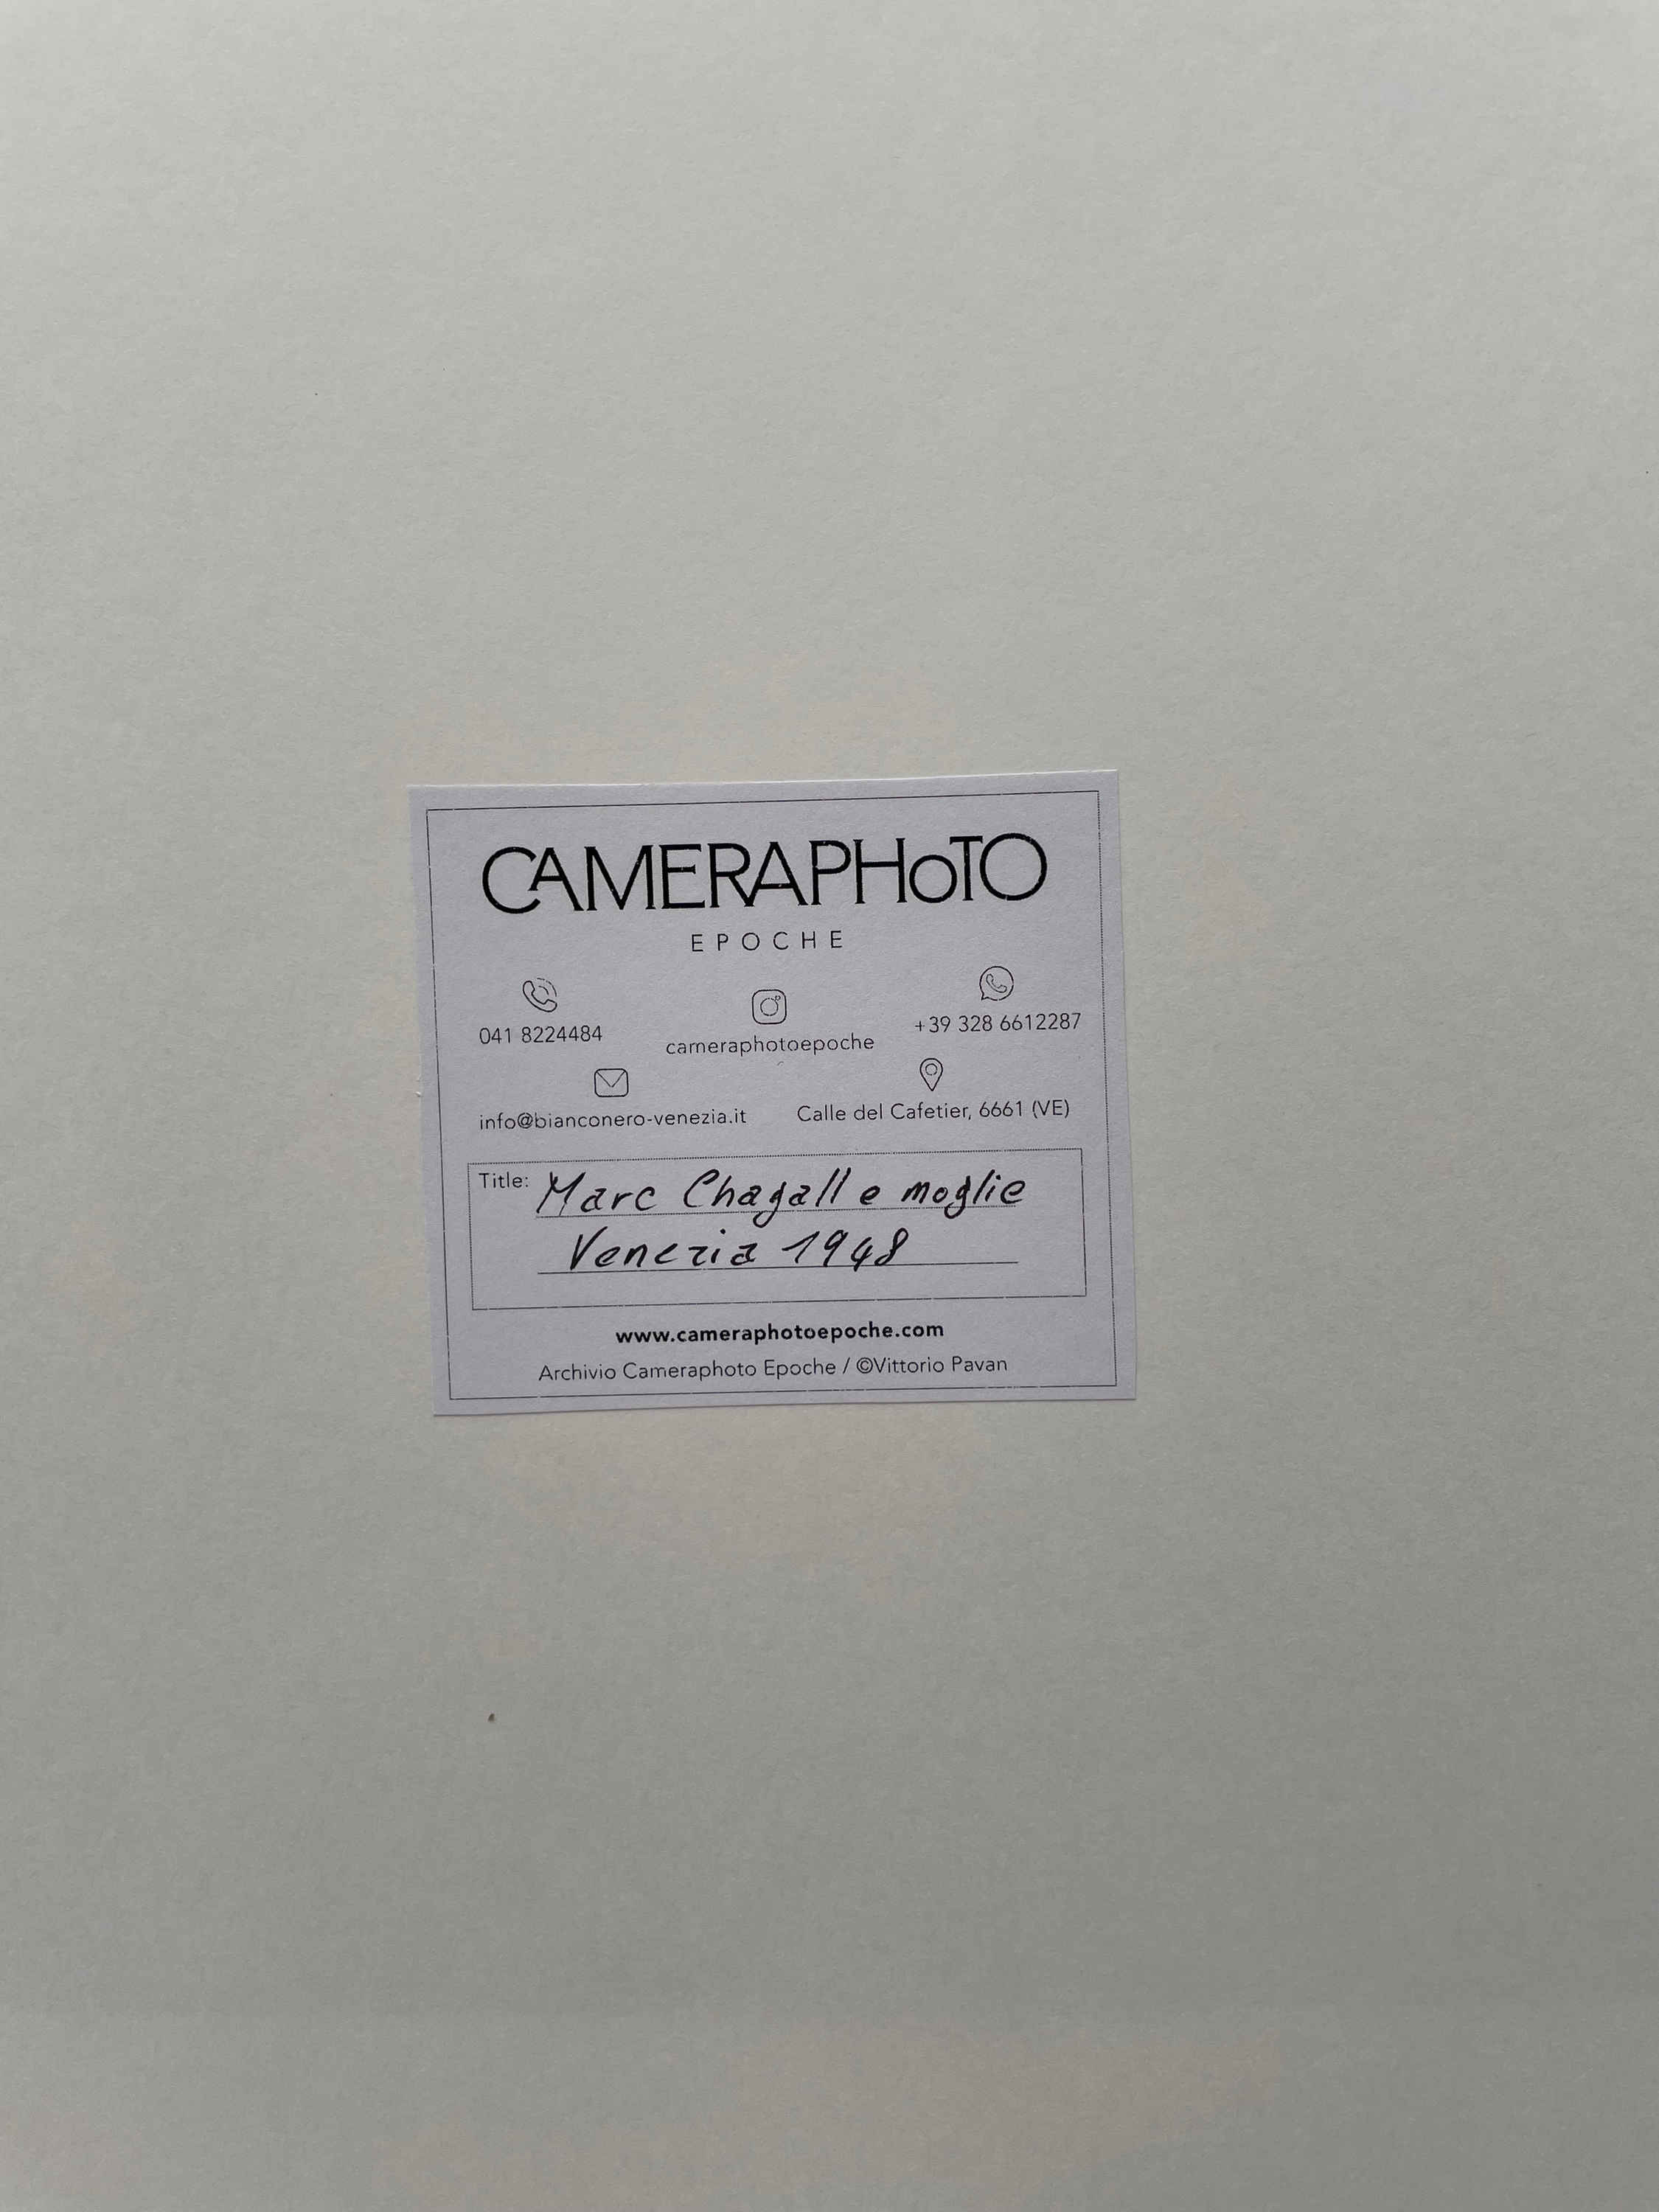 CAMERAPHoTO
EPOCHE
041 8224484
cameraphotoepoche
+39 328 6612287
info@bianconero-venezia.it
Calle del Cafetier, 6661 (VE)
Title: Marc Chagall e moglie
Venezia 1948
www.cameraphotoepoche.com
Archivio Cameraphoto Epoche / ©Vittorio Pavan